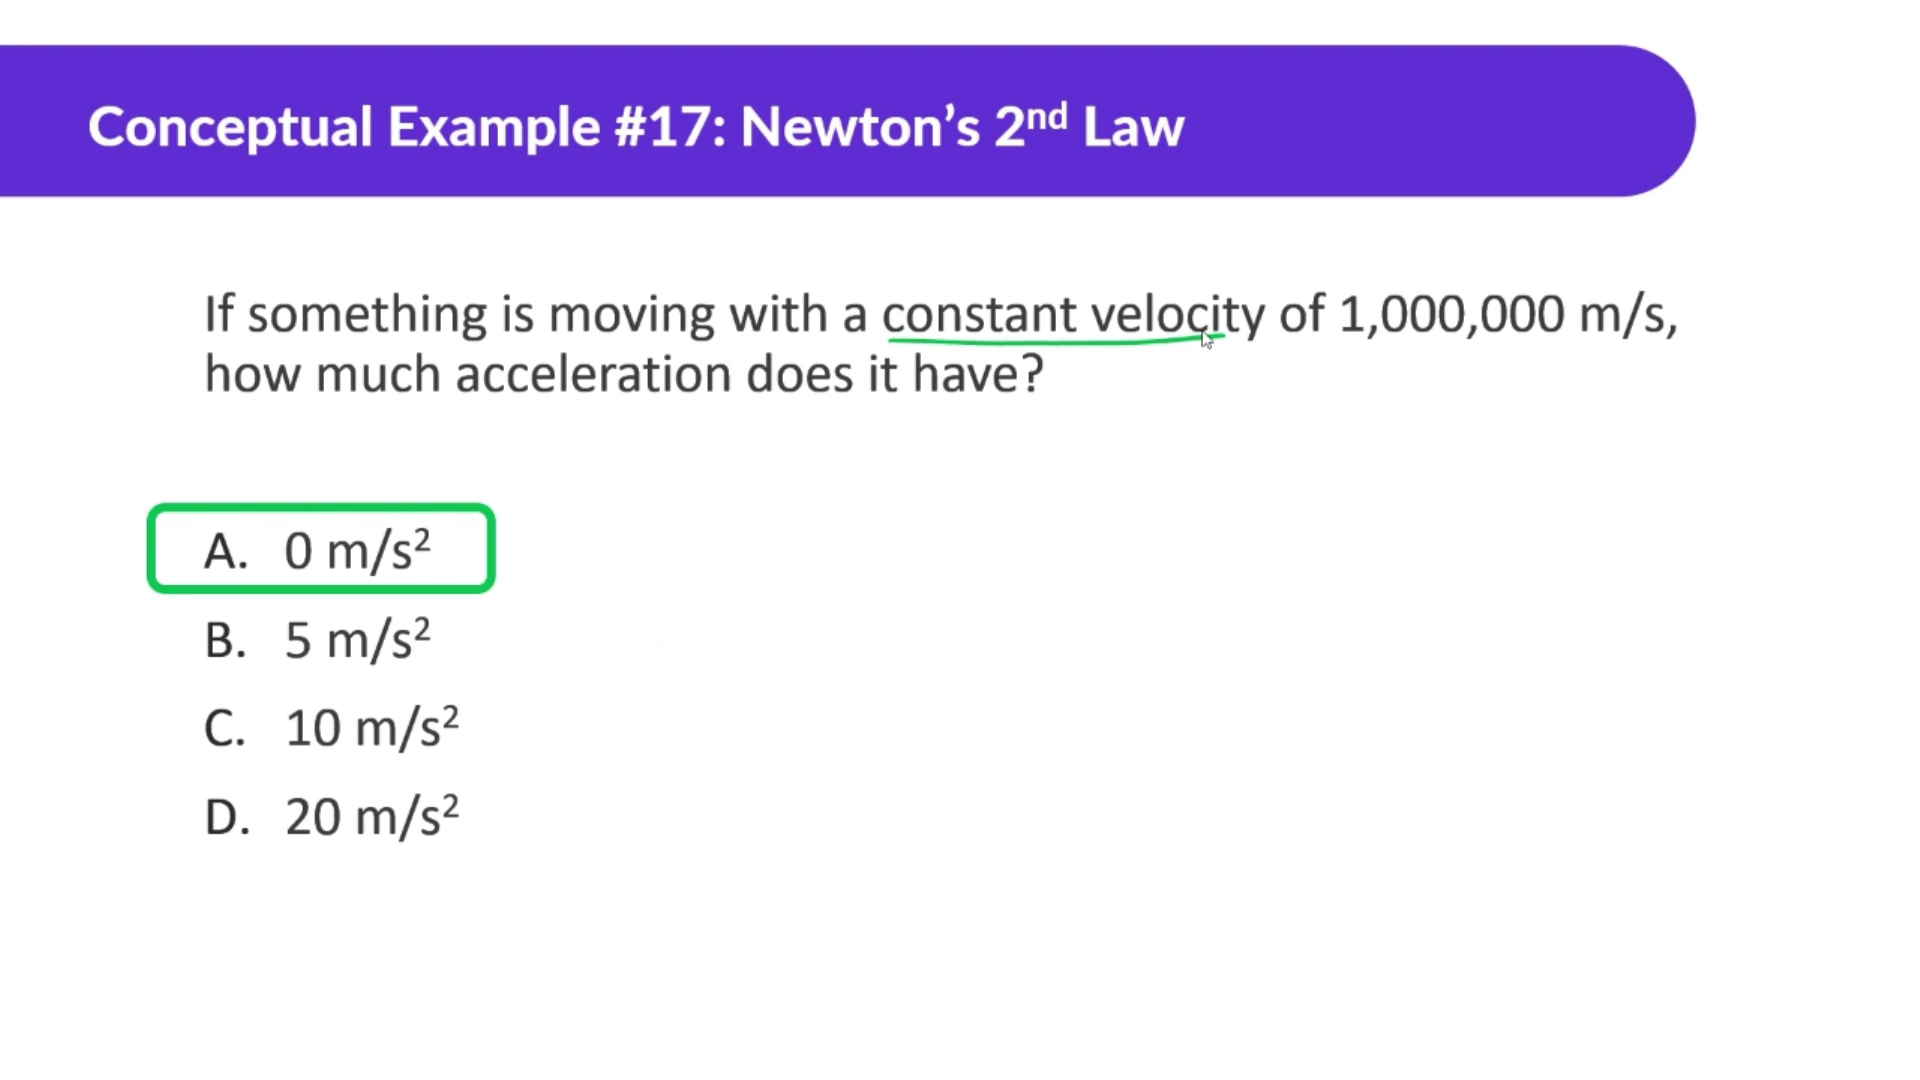 Conceptual Example #17: Newton’s 2nd Law
If something is moving with a constant velocity of 1,000,000 m/s,
how much acceleration does it have?
A. 0 m/s²
B. 5 m/s²
C. 10 m/s²
D. 20 m/s²